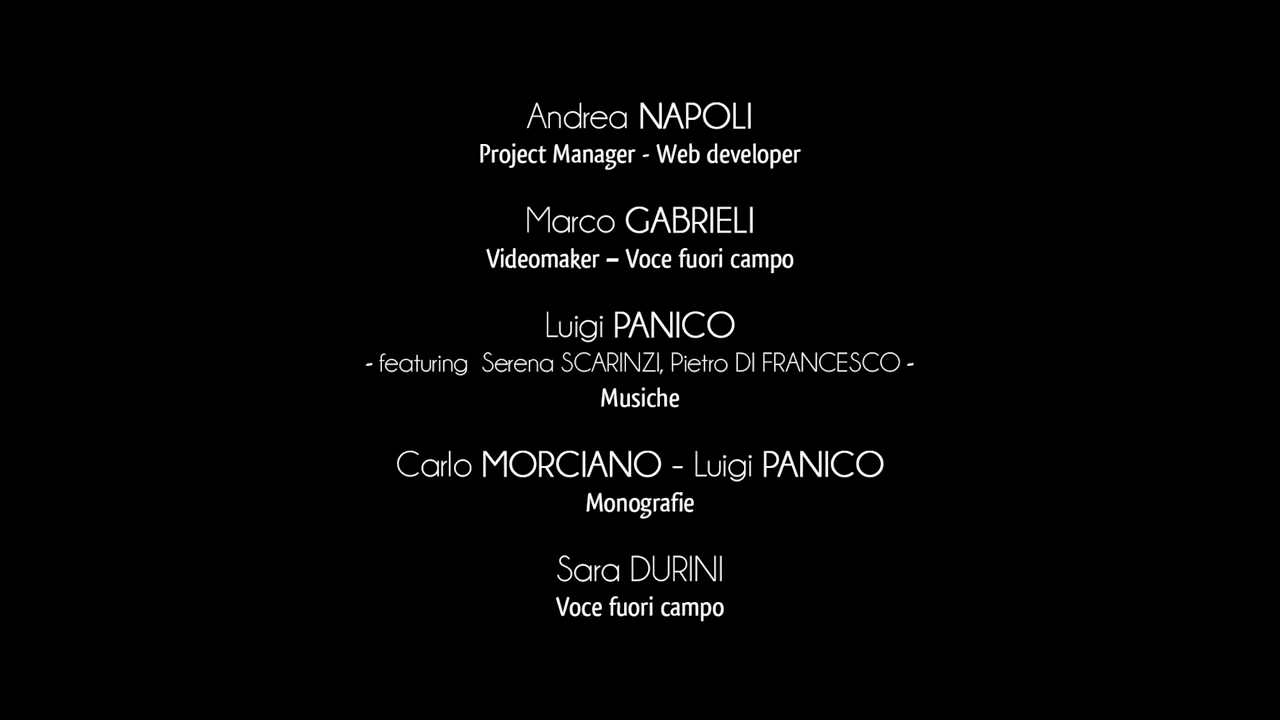 Andrea NAPOLI
Project Manager - Web developer
Marco GABRIELI
Videomaker – Voce fuori campo
Luigi PANICO
- featuring Serena SCARINZI, Pietro DI FRANCESCO -
Musiche
Carlo MORCIANO - Luigi PANICO
Monografie
Sara DURINI
Voce fuori campo